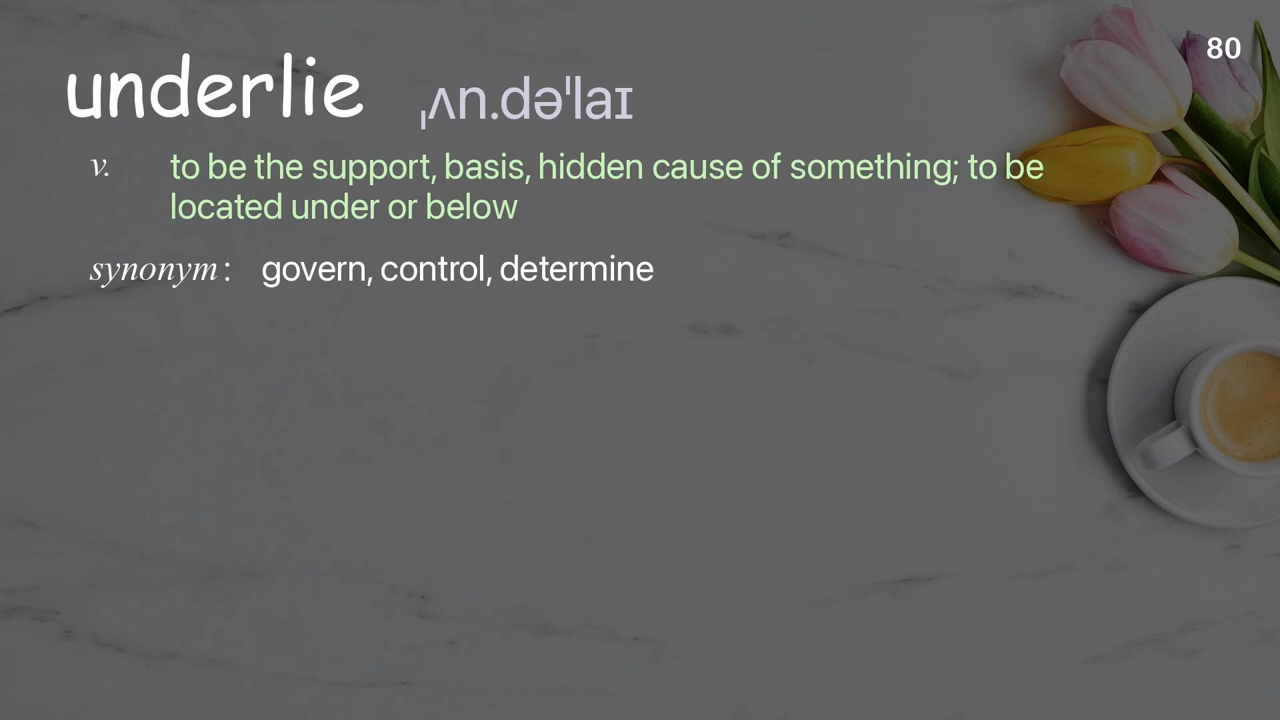 80
underlie ˌʌn.dəˈlaɪ
v. to be the support, basis, hidden cause of something; to be
located under or below
synonym: govern, control, determine